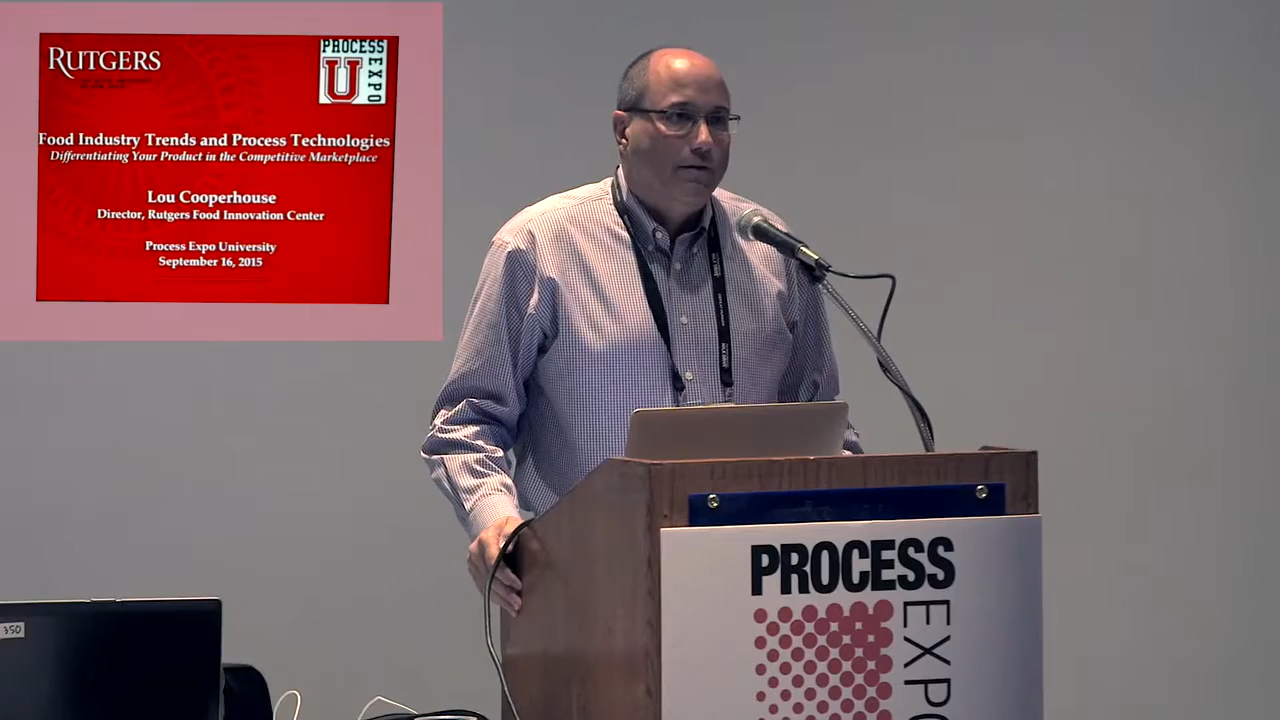 RUTGERS
PROCESS
EXPO
U
Food Industry Trends and Process Technologies
Differentiating Your Product in the Competitive Marketplace
Lou Cooperhouse
Director, Rutgers Food Innovation Center
Process Expo University
September 16, 2015
350
PROCESS
EXPO